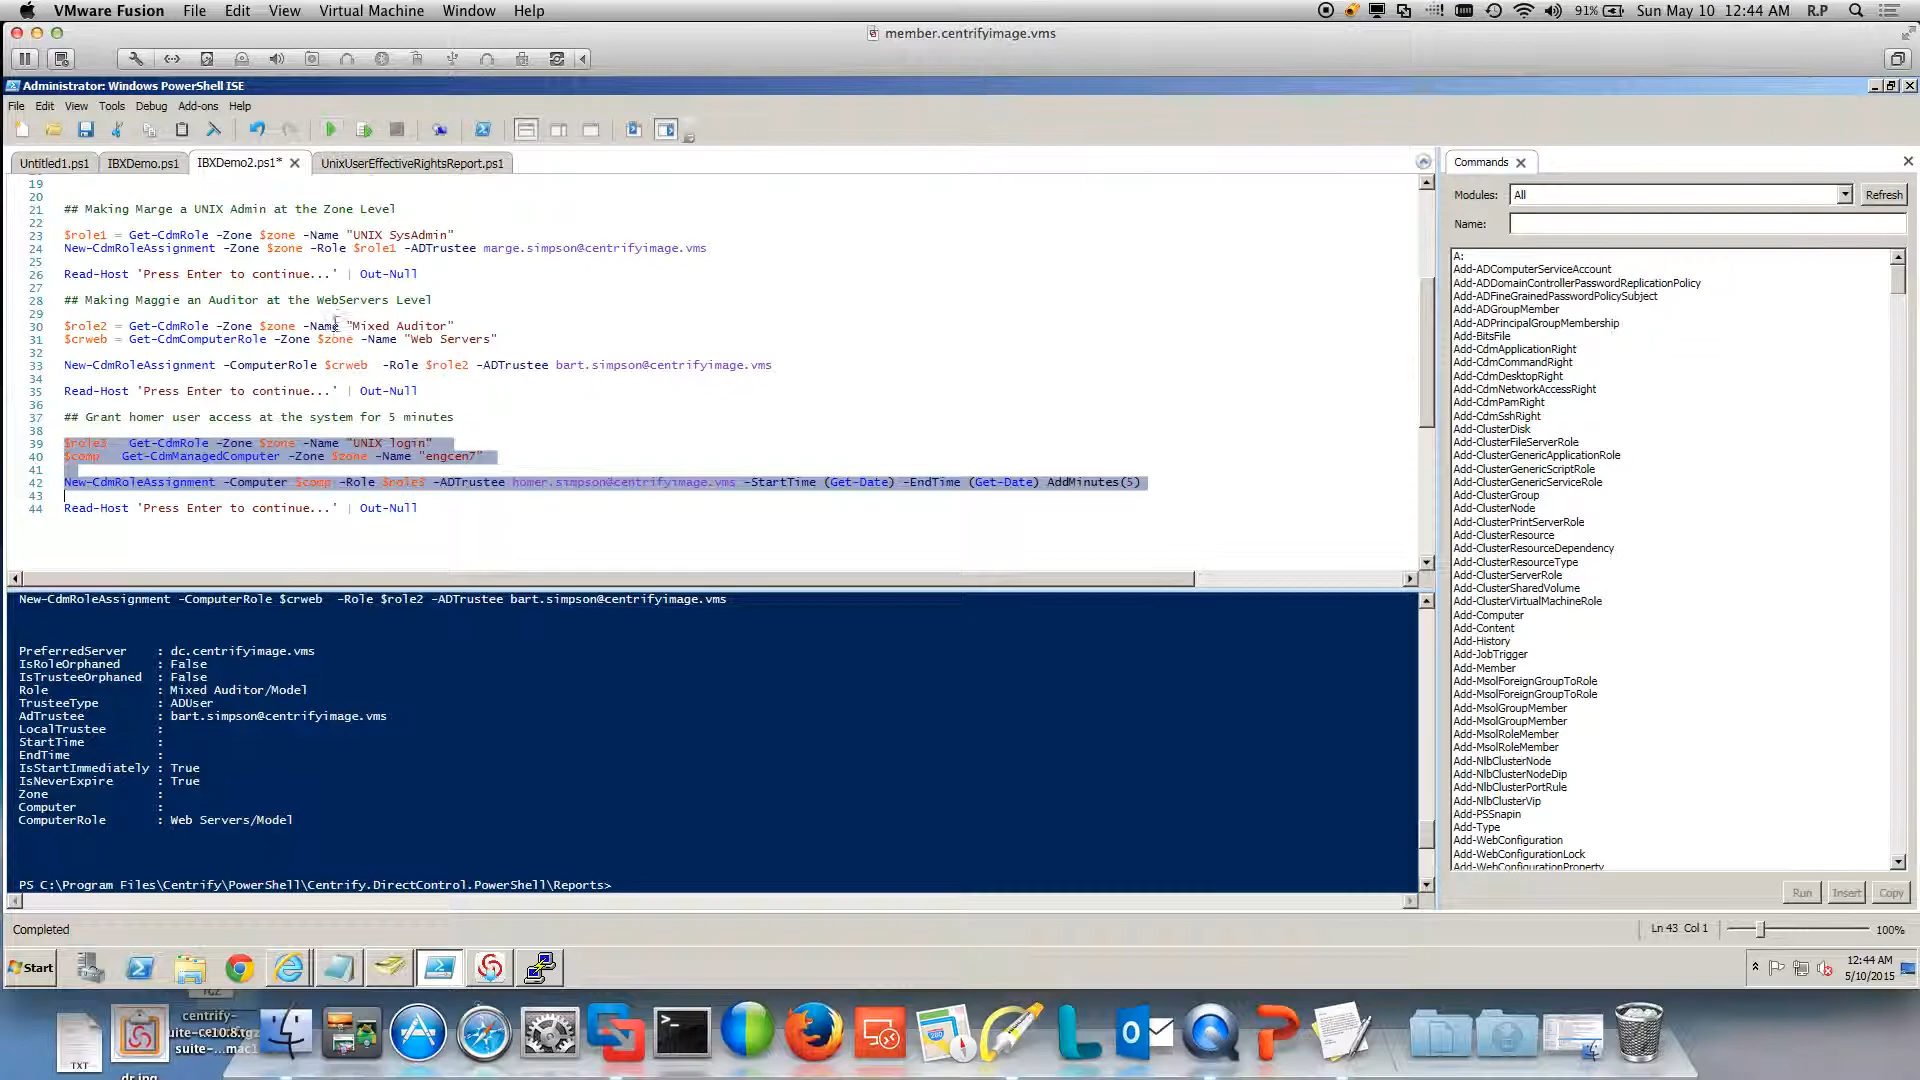 VMware Fusion File Edit View Virtual Machine Window Help 91% Sun May 10 12:44 AM R.P
member.centrifyimage.vms
Administrator: Windows PowerShell ISE
File Edit View Tools Debug Add-ons Help
Untitled1.ps1 IBXDemo.ps1 IBXDemo2.ps1* UnixUserEffectiveRightsReport.ps1
19
20
21 ## Making Marge a UNIX Admin at the Zone Level
22
23 $role1 = Get-CdmRole -Zone $zone -Name "UNIX SysAdmin"
24 New-CdmRoleAssignment -Zone $zone -Role $role1 -ADTrustee marge.simpson@centrifyimage.vms
25
26 Read-Host 'Press Enter to continue...' | Out-Null
27
28 ## Making Maggie an Auditor at the WebServers Level
29
30 $role2 = Get-CdmRole -Zone $zone -Name "Mixed Auditor"
31 $crweb = Get-CdmComputerRole -Zone $zone -Name "Web Servers"
32
33 New-CdmRoleAssignment -ComputerRole $crweb -Role $role2 -ADTrustee bart.simpson@centrifyimage.vms
34
35 Read-Host 'Press Enter to continue...' | Out-Null
36
37 ## Grant homer user access at the system for 5 minutes
38
39 $role3 Get-CdmRole -Zone $zone -Name "UNIX login"
40 $comp Get-CdmManagedComputer -Zone $zone -Name "engcen7"
41
42 New-CdmRoleAssignment -Computer $comp -Role $role3 -ADTrustee homer.simpson@centrifyimage.vms -StartTime (Get-Date) -EndTime (Get-Date) AddMinutes(5)
43
44 Read-Host 'Press Enter to continue...' | Out-Null
New-CdmRoleAssignment -ComputerRole $crweb -Role $role2 -ADTrustee bart.simpson@centrifyimage.vms
PreferredServer : dc.centrifyimage.vms
IsRoleOrphaned : False
IsTrusteeOrphaned : False
Role : Mixed Auditor/Model
TrusteeType : ADUser
AdTrustee : bart.simpson@centrifyimage.vms
LocalTrustee :
StartTime :
EndTime :
IsStartImmediately : True
IsNeverExpire : True
Zone :
Computer :
ComputerRole : Web Servers/Model
PS C:\Program Files\Centrify\PowerShell\Centrify.DirectControl.PowerShell\Reports>
Commands
Modules: All Refresh
Name:
A:
Add-ADComputerServiceAccount
Add-ADDomainControllerPasswordReplicationPolicy
Add-ADFineGrainedPasswordPolicySubject
Add-ADGroupMember
Add-ADPrincipalGroupMembership
Add-BitsFile
Add-CdmApplicationRight
Add-CdmCommandRight
Add-CdmDesktopRight
Add-CdmNetworkAccessRight
Add-CdmPamRight
Add-CdmSshRight
Add-ClusterDisk
Add-ClusterFileServerRole
Add-ClusterGenericApplicationRole
Add-ClusterGenericScriptRole
Add-ClusterGenericServiceRole
Add-ClusterGroup
Add-ClusterNode
Add-ClusterPrintServerRole
Add-ClusterResource
Add-ClusterResourceDependency
Add-ClusterResourceType
Add-ClusterServerRole
Add-ClusterSharedVolume
Add-ClusterVirtualMachineRole
Add-Computer
Add-Content
Add-History
Add-JobTrigger
Add-Member
Add-MsolForeignGroupToRole
Add-MsolForeignGroupToRole
Add-MsolGroupMember
Add-MsolGroupMember
Add-MsolRoleMember
Add-MsolRoleMember
Add-NlbClusterNode
Add-NlbClusterNodeDip
Add-NlbClusterPortRule
Add-NlbClusterVip
Add-PSSnapin
Add-Type
Add-WebConfiguration
Add-WebConfigurationLock
Add-WebConfigurationProperty
Run Insert Copy
Completed Ln 43 Col 1 100%
Start 12:44 AM
5/10/2015
centrify-
suite-...
TXT